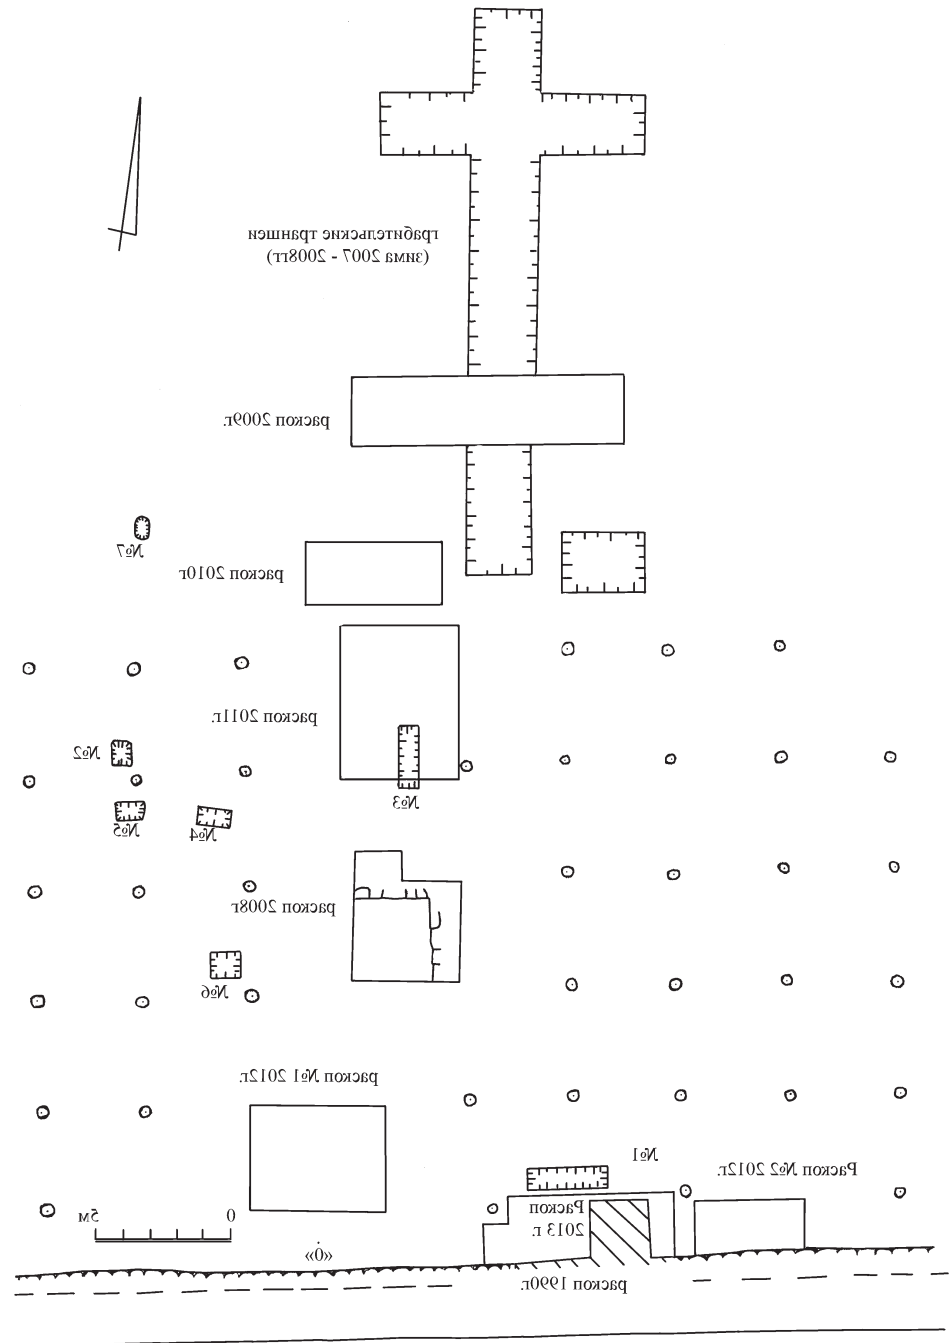 грабительские траншеи
(зима 2007 - 2008гг)
раскоп 2009г.
№7
раскоп 2010г
раскоп 2011г.
№2
№3
№5
№4
раскоп 2008г
№6
раскоп №1 2012г.
№1
Раскоп №2 2012г.
0
5м
Раскоп
2013 г.
«0»
раскоп 1990г.